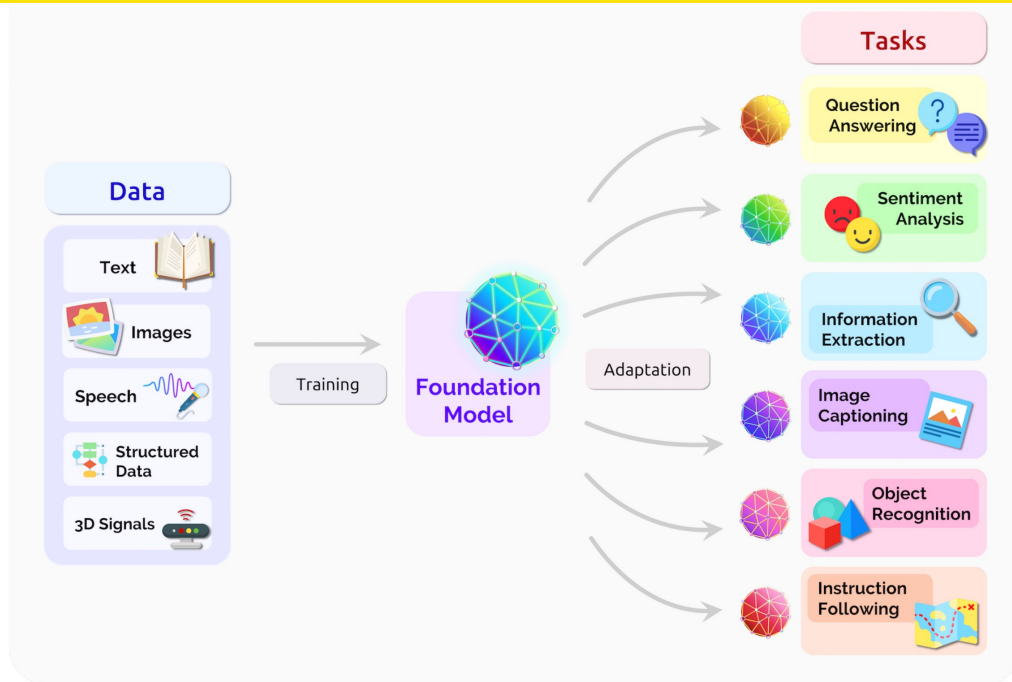 Data
Text
Images
Speech
Structured
Data
3D Signals
Training
Foundation
Model
Adaptation
Tasks
Question
Answering
Sentiment
Analysis
Information
Extraction
Image
Captioning
Object
Recognition
Instruction
Following